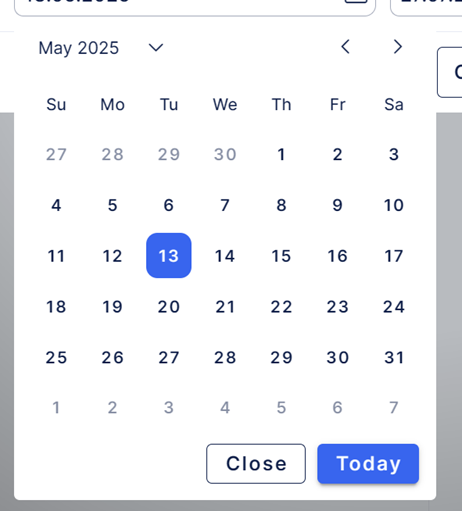 May 2025
Su Mo Tu We Th Fr Sa
27 28 29 30 1 2 3
4 5 6 7 8 9 10
11 12 13 14 15 16 17
18 19 20 21 22 23 24
25 26 27 28 29 30 31
1 2 3 4 5 6 7
Close Today